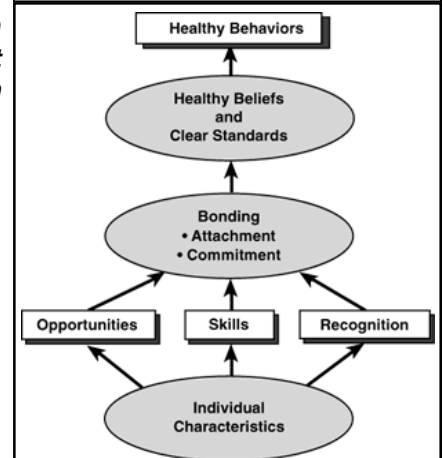 Healthy Behaviors
Healthy Beliefs
and
Clear Standards
Bonding
• Attachment
• Commitment
Opportunities
Skills
Recognition
Individual
Characteristics